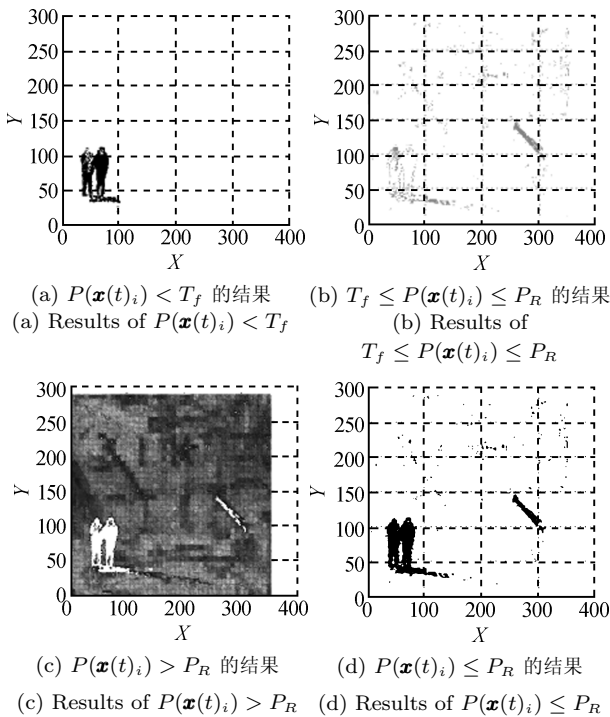 300
250
200
150
100
50
0
Y
0 100 200 300 400
X
(a) P(x(t)_i) < T_f 的结果
(a) Results of P(x(t)_i) < T_f
300
250
200
150
100
50
0
Y
0 100 200 300 400
X
(b) T_f ≤ P(x(t)_i) ≤ P_R 的结果
(b) Results of
T_f ≤ P(x(t)_i) ≤ P_R
300
250
200
150
100
50
0
Y
0 100 200 300 400
X
(c) P(x(t)_i) > P_R 的结果
(c) Results of P(x(t)_i) > P_R
300
250
200
150
100
50
0
Y
0 100 200 300 400
X
(d) P(x(t)_i) ≤ P_R 的结果
(d) Results of P(x(t)_i) ≤ P_R